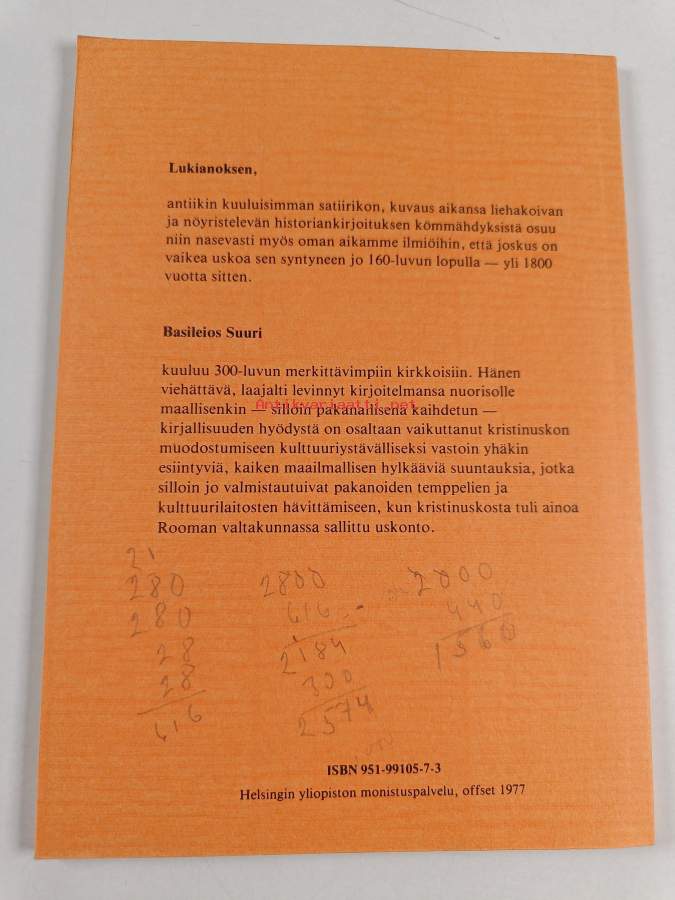 Lukianoksen,
antiikin kuuluisimman satiirikon, kuvaus aikansa liehakoivan
ja nöyristelevän historiankirjoituksen kömmähdyksistä osuu
niin nasevasti myös oman aikamme ilmiöihin, että joskus on
vaikea uskoa sen syntyneen jo 160-luvun lopulla — yli 1800
vuotta sitten.
Basileios Suuri
kuuluu 300-luvun merkittävimpiin kirkkoisiin. Hänen
viehättävä, laajalti levinnyt kirjoitelmansa nuorisolle
maallisenkin — silloin pakanallisena kaihdetun —
Antikvariaatti.net
kirjallisuuden hyödystä on osaltaan vaikuttanut kristinuskon
muodostumiseen kulttuuriystävälliseksi vastoin yhäkin
esiintyviä, kaiken maailmallisen hylkääviä suuntauksia, jotka
silloin jo valmistautuivat pakanoiden temppelien ja
kulttuurilaitosten hävittämiseen, kun kristinuskosta tuli ainoa
Rooman valtakunnassa sallittu uskonto.
21
280
280
28
28
616
2800
616
2184
300
2574
2000
440
1560
ISBN 951-99105-7-3
Helsingin yliopiston monistuspalvelu, offset 1977